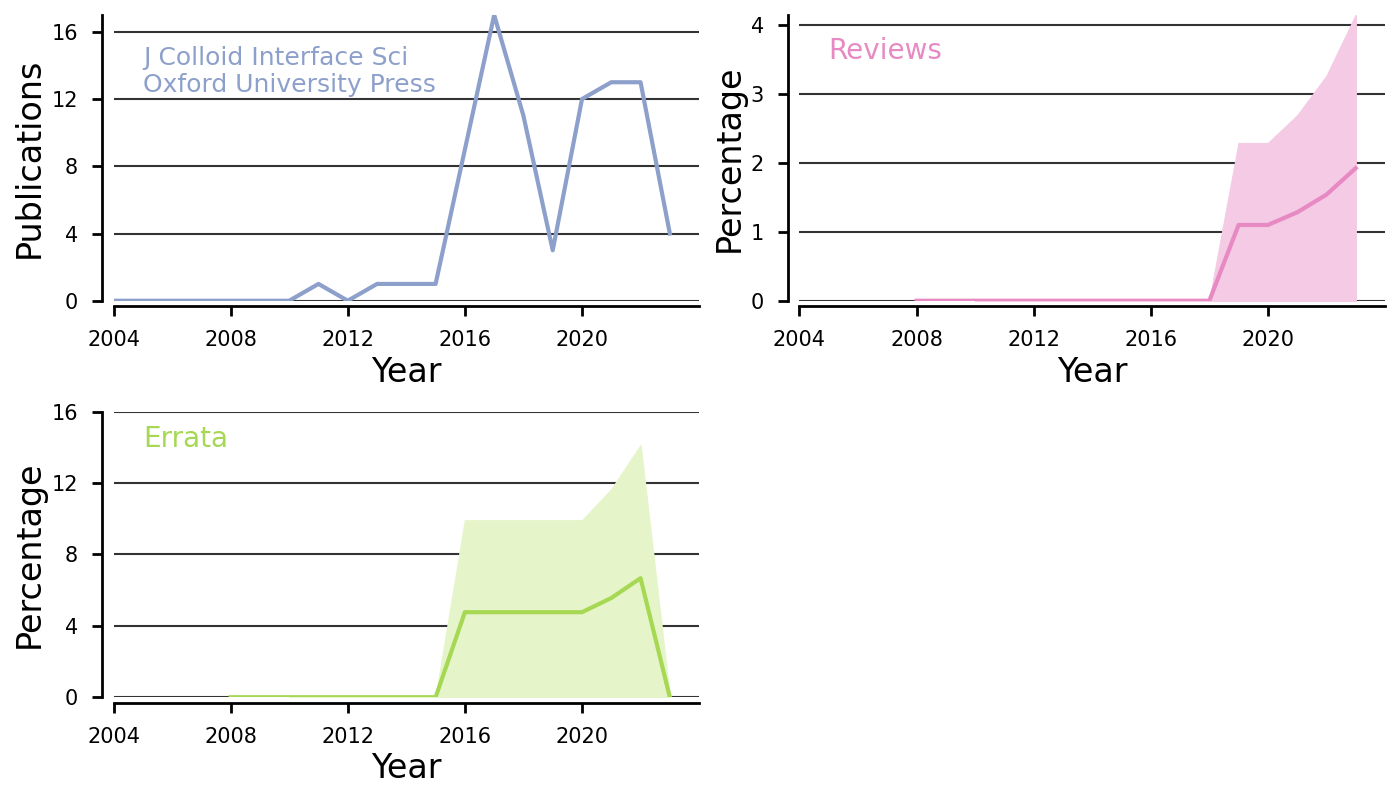 16
12
8
4
0
Publications
J Colloid Interface Sci
Oxford University Press
2004 2008 2012 2016 2020
Year
4
3
2
1
0
Percentage
Reviews
2004 2008 2012 2016 2020
Year
16
12
8
4
0
Percentage
Errata
2004 2008 2012 2016 2020
Year